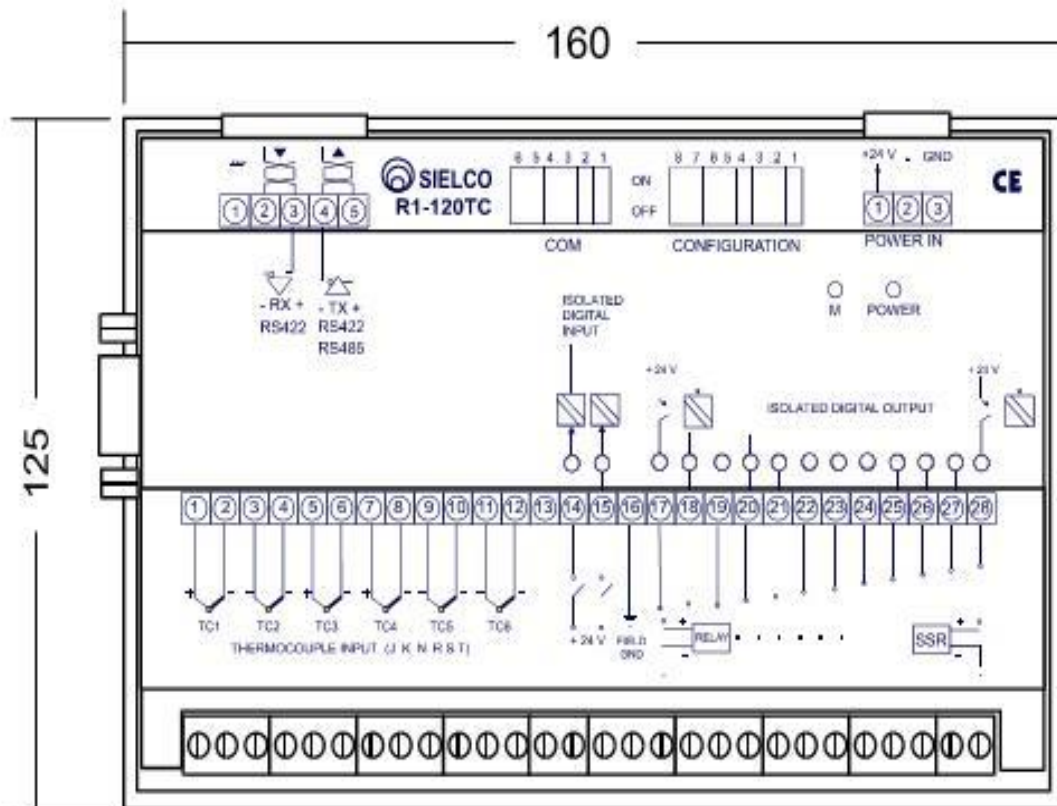 160
125
SIELCO
R1-120TC
6 5 4 3 2 1
ON
OFF
COM
8 7 6 5 4 3 2 1
CONFIGURATION
+24 V - GND
CE
1 2 3 4 5
1 2 3
POWER IN
- RX +
RS422
- TX +
RS422
RS485
M
POWER
ISOLATED
DIGITAL
INPUT
+24 V
ISOLATED DIGITAL OUTPUT
1 2 3 4 5 6 7 8 9 10 11 12 13 14 15 16 17 18 19 20 21 22 23 24 25 26 27 28
+ - + - + - + - + - + -
TC1 TC2 TC3 TC4 TC5 TC6
THERMOCOUPLE INPUT (J K N R S T)
+ 24 V
FIELD
GND
+
RELAY
-
+
SSR
-